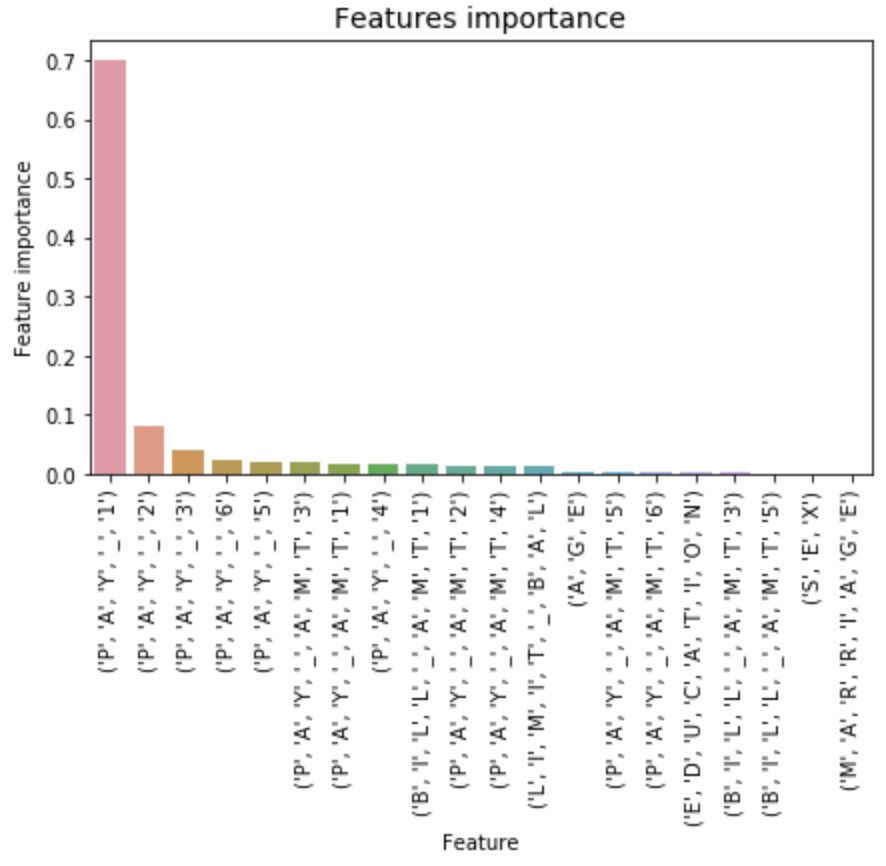 Features importance
Feature importance
0.7
0.6
0.5
0.4
0.3
0.2
0.1
0.0
('P', 'A', 'Y', '_', '1')
('P', 'A', 'Y', '_', '2')
('P', 'A', 'Y', '_', '3')
('P', 'A', 'Y', '_', '6')
('P', 'A', 'Y', '_', '5')
('P', 'A', 'Y', '_', 'A', 'M', 'T', '3')
('P', 'A', 'Y', '_', 'A', 'M', 'T', '1')
('P', 'A', 'Y', '_', '4')
('B', 'I', 'L', 'L', '_', 'A', 'M', 'T', '1')
('P', 'A', 'Y', '_', 'A', 'M', 'T', '2')
('P', 'A', 'Y', '_', 'A', 'M', 'T', '4')
('L', 'I', 'M', 'I', 'T', '_', 'B', 'A', 'L')
('A', 'G', 'E')
('P', 'A', 'Y', '_', 'A', 'M', 'T', '5')
('P', 'A', 'Y', '_', 'A', 'M', 'T', '6')
('E', 'D', 'U', 'C', 'A', 'T', 'I', 'O', 'N')
('B', 'I', 'L', 'L', '_', 'A', 'M', 'T', '3')
('B', 'I', 'L', 'L', '_', 'A', 'M', 'T', '5')
('S', 'E', 'X')
('M', 'A', 'R', 'R', 'I', 'A', 'G', 'E')
Feature